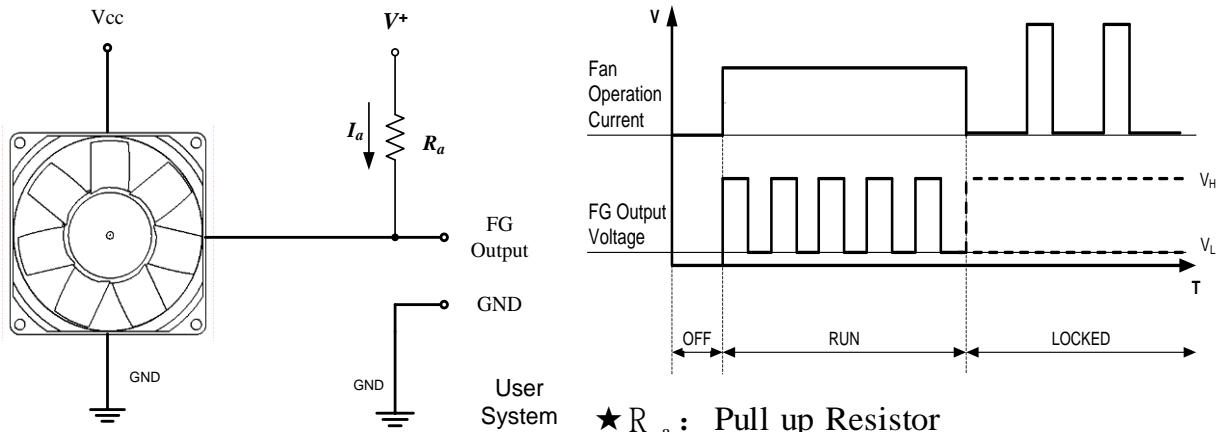 Vcc
V+
Ia
Ra
FG
Output
GND
GND
GND
User
System
V
Fan
Operation
Current
FG Output
Voltage
VH
VL
T
OFF
RUN
LOCKED
★Ra： Pull up Resistor